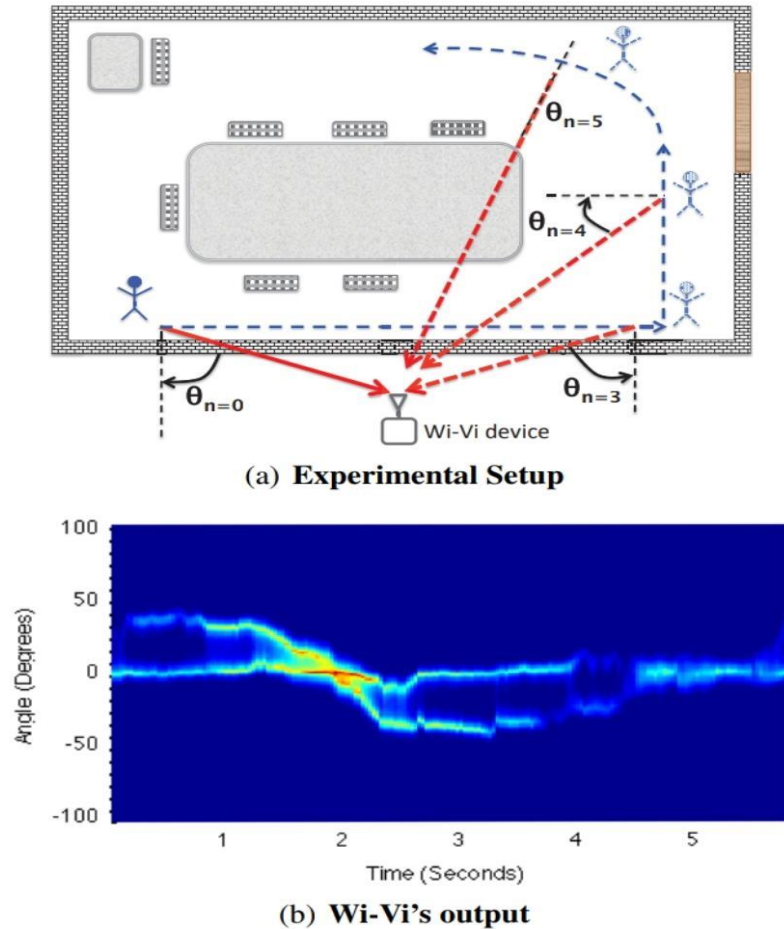 θn=5
θn=4
θn=0
θn=3
Wi-Vi device
(a) Experimental Setup
100
50
0
-50
-100
Angle (Degrees)
1 2 3 4 5
Time (Seconds)
(b) Wi-Vi's output